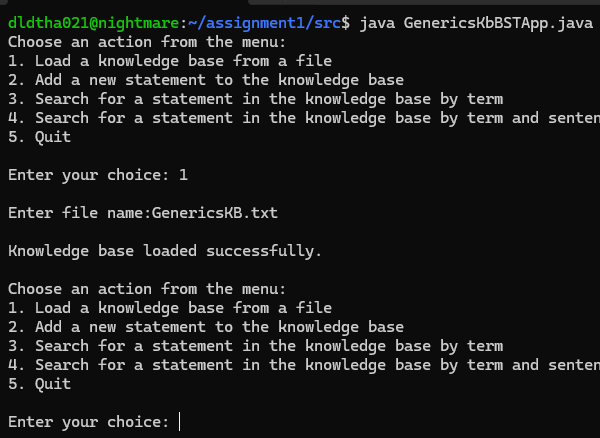 dldtha021@nightmare:~/assignment1/src$ java GenericsKbBSTApp.java
Choose an action from the menu:
1. Load a knowledge base from a file
2. Add a new statement to the knowledge base
3. Search for a statement in the knowledge base by term
4. Search for a statement in the knowledge base by term and senten
5. Quit
Enter your choice: 1
Enter file name:GenericsKB.txt
Knowledge base loaded successfully.
Choose an action from the menu:
1. Load a knowledge base from a file
2. Add a new statement to the knowledge base
3. Search for a statement in the knowledge base by term
4. Search for a statement in the knowledge base by term and senten
5. Quit
Enter your choice: